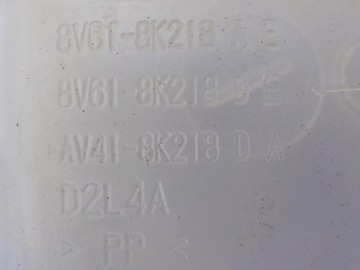 8V61-8K218 A E
8V61-8K218 D E
AV41-8K218 D A
D2L4A
> PP <